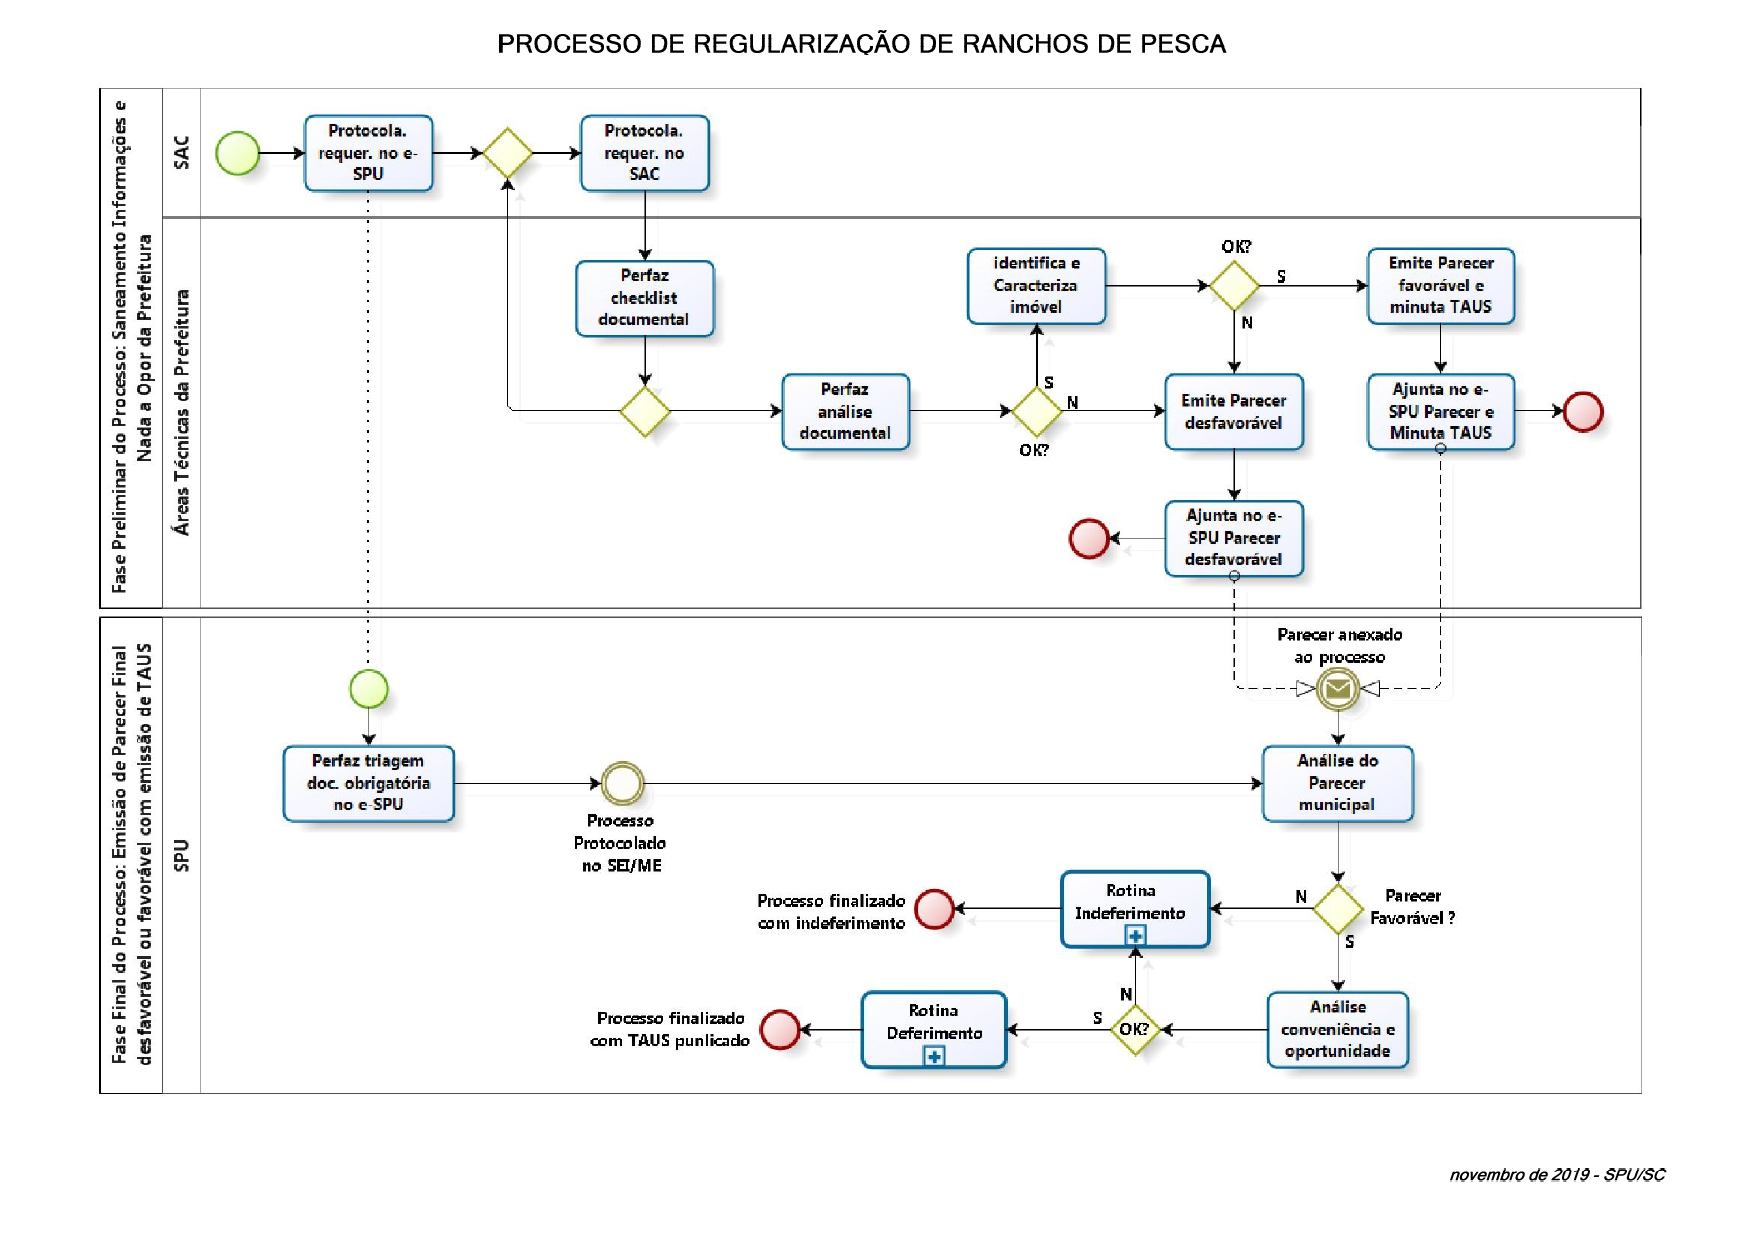 PROCESSO DE REGULARIZAÇÃO DE RANCHOS DE PESCA
Fase Preliminar do Processo: Saneamento Informações e
Nada a Opor da Prefeitura
SAC
Protocola.
requer. no e-
SPU
Protocola.
requer. no
SAC
Áreas Técnicas da Prefeitura
Perfaz
checklist
documental
Perfaz
análise
documental
OK?
S
N
identifica e
Caracteriza
imóvel
OK?
S
N
Emite Parecer
favorável e
minuta TAUS
Emite Parecer
desfavorável
Ajunta no e-
SPU Parecer e
Minuta TAUS
Ajunta no e-
SPU Parecer
desfavorável
Fase Final do Processo: Emissão de Parecer Final
desfavorável ou favorável com emissão de TAUS
SPU
Parecer anexado
ao processo
Perfaz triagem
doc. obrigatória
no e-SPU
Processo
Protocolado
no SEI/ME
Análise do
Parecer
municipal
Parecer
Favorável ?
N
S
Rotina
Indeferimento
Processo finalizado
com indeferimento
Análise
conveniência e
oportunidade
OK?
N
S
Rotina
Deferimento
Processo finalizado
com TAUS punlicado
novembro de 2019 - SPU/SC